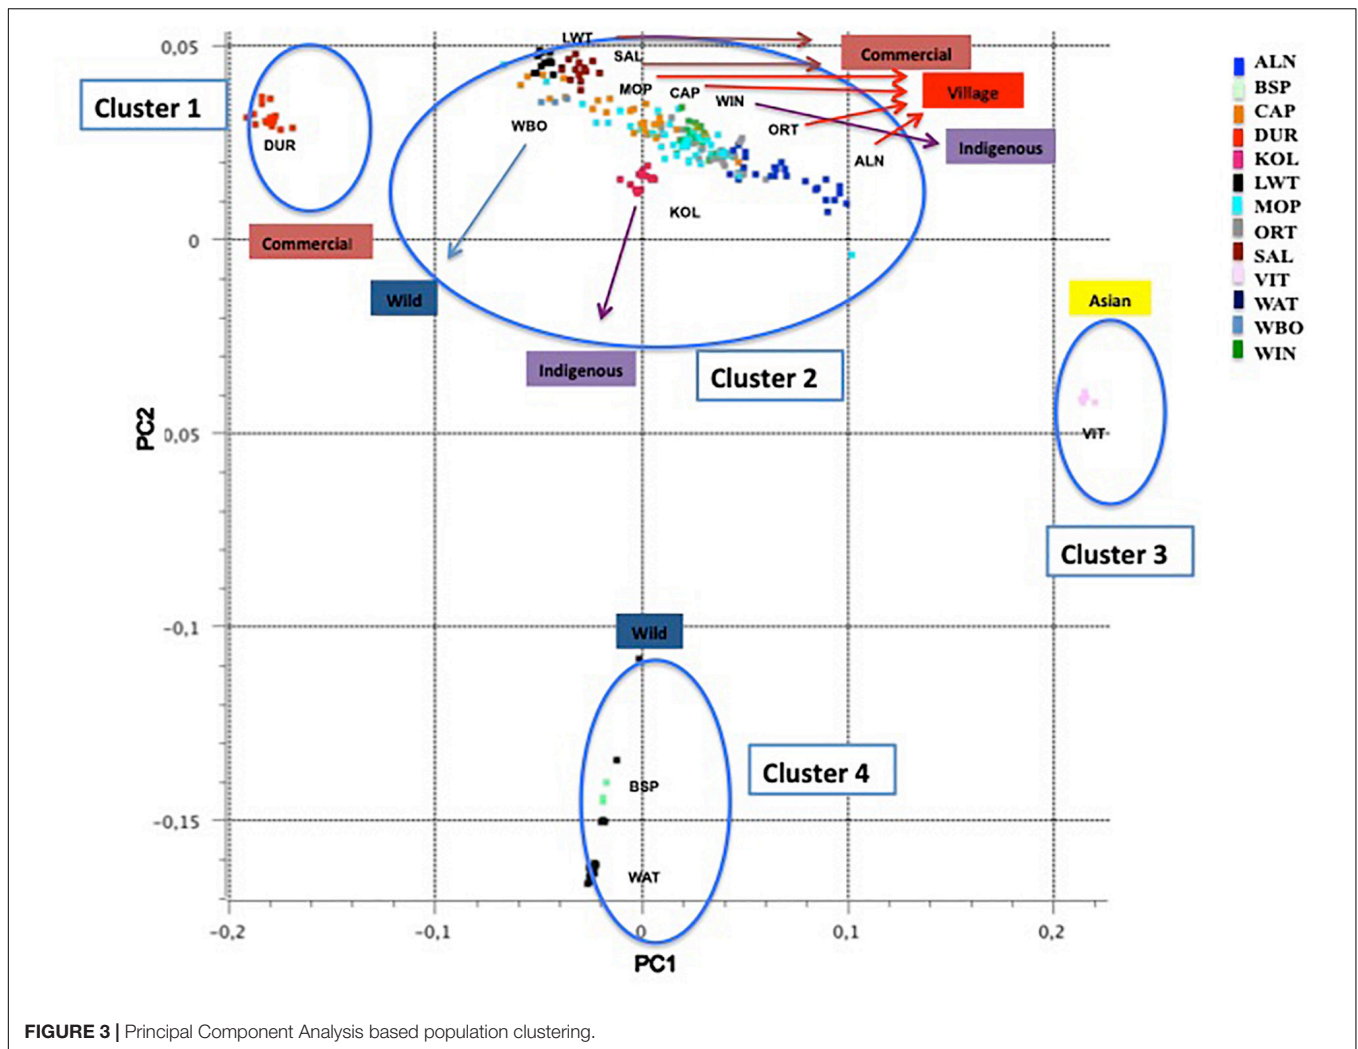 0,05
LWT
SAL
Commercial
ALN
BSP
CAP
DUR
KOL
LWT
MOP
ORT
SAL
VIT
WAT
WBO
WIN
Cluster 1
MOP
CAP
WIN
Village
WBO
ORT
Indigenous
DUR
ALN
KOL
Commercial
0
Wild
Asian
Indigenous
Cluster 2
PC2
0,05
VIT
Cluster 3
-0,1
Wild
Cluster 4
BSP
-0,15
WAT
-0,2
-0,1
0
0,1
0,2
PC1
FIGURE 3 | Principal Component Analysis based population clustering.